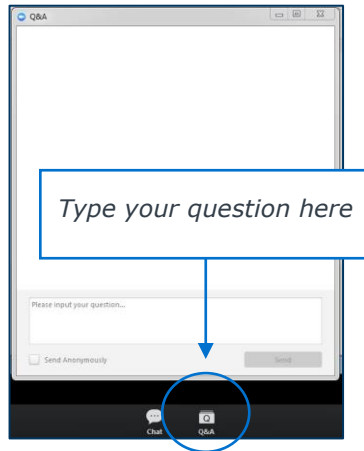 Q&A
Type your question here
Please input your question...
Send Anonymously
Send
Chat
Q
Q&A